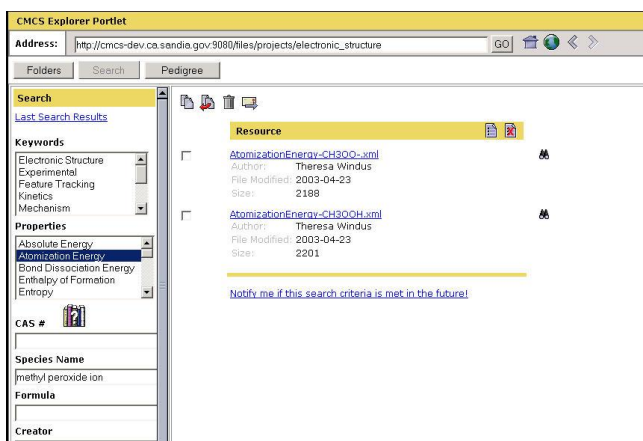 CMCS Explorer Portlet
Address: http://cmcs-dev.ca.sandia.gov:9080/files/projects/electronic_structure GO
Folders Search Pedigree
Search
Last Search Results
Keywords
Electronic Structure
Experimental
Feature Tracking
Kinetics
Mechanism
Properties
Absolute Energy
Atomization Energy
Bond Dissociation Energy
Enthalpy of Formation
Entropy
CAS #
Species Name
methyl peroxide ion
Formula
Creator
Resource
AtomizationEnergy-CH3OO-.xml
Author: Theresa Windus
File Modified: 2003-04-23
Size: 2188
AtomizationEnergy-CH3OOH.xml
Author: Theresa Windus
File Modified: 2003-04-23
Size: 2201
Notify me if this search criteria is met in the future!